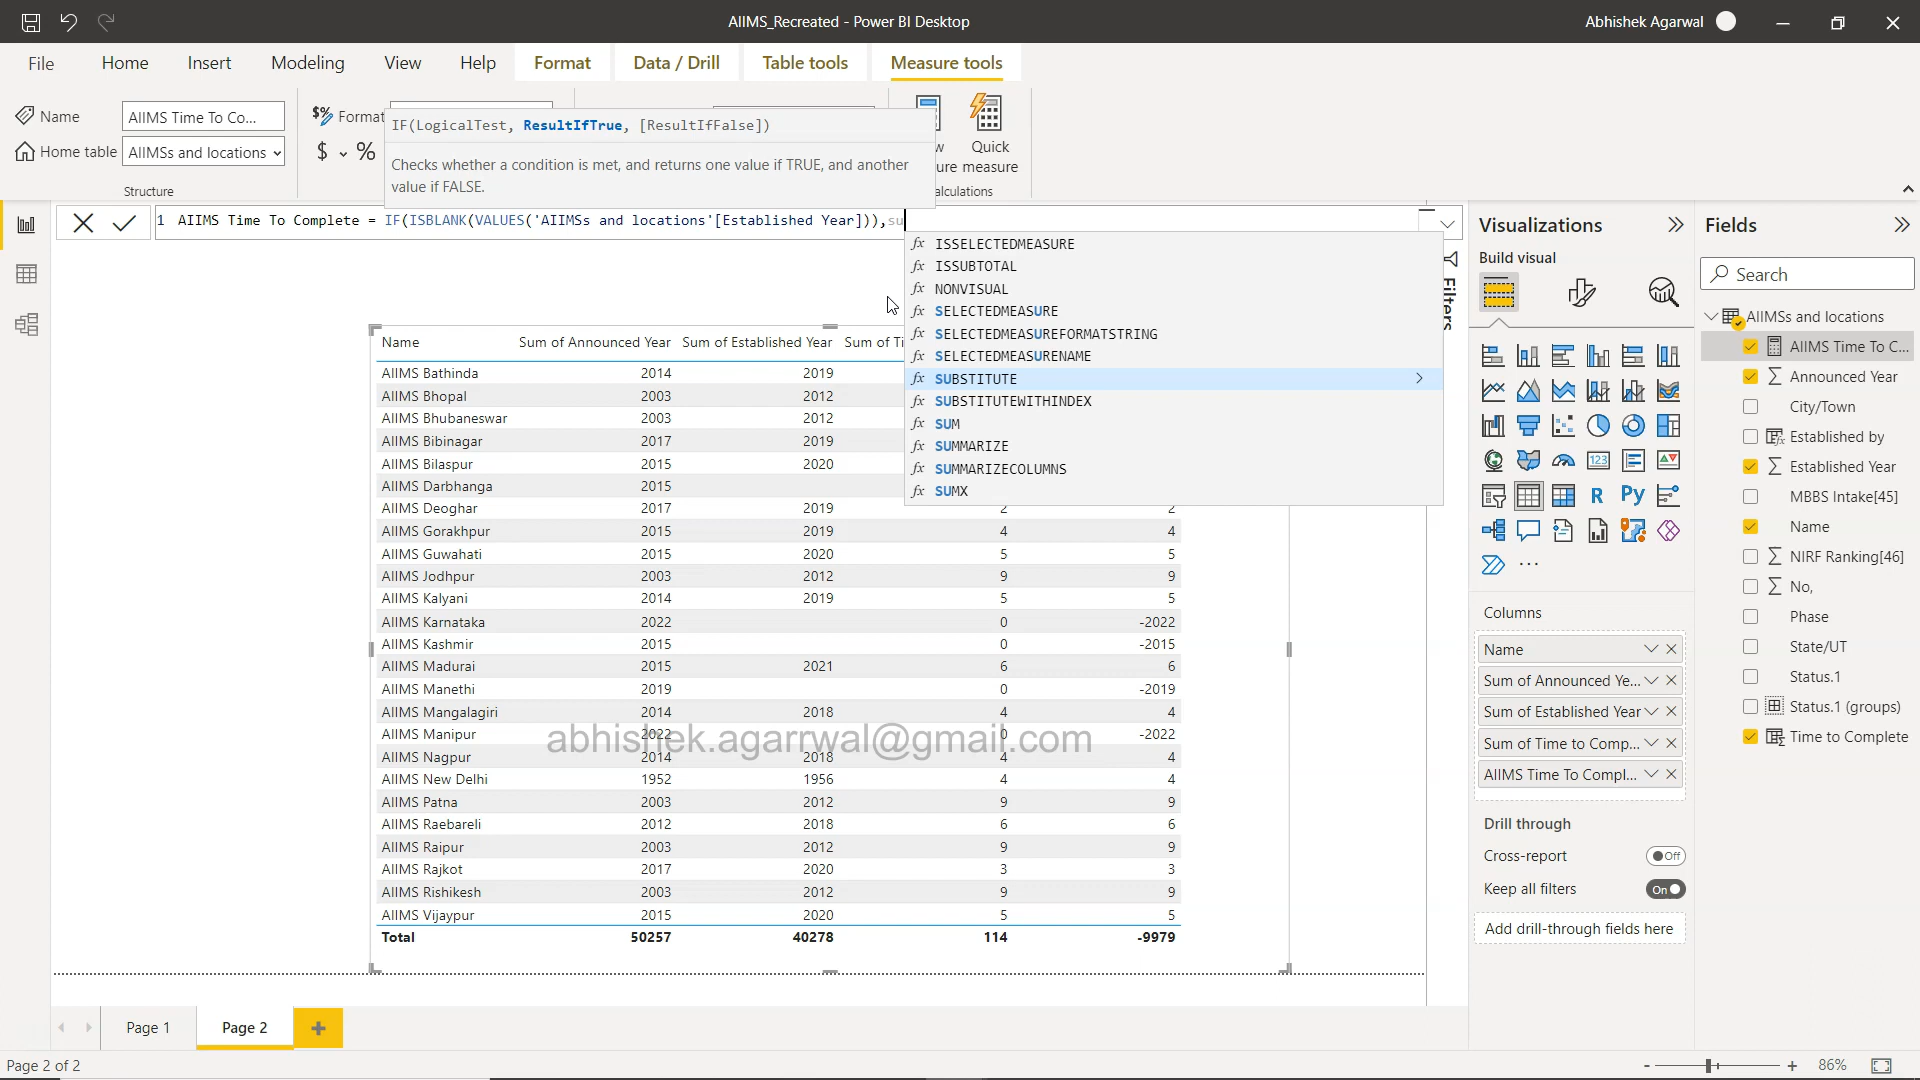 AIIMS_Recreated - Power BI Desktop
Abhishek Agarwal
File Home Insert Modeling View Help Format Data / Drill Table tools Measure tools
Name AIIMS Time To Co...
Home table AIIMSs and locations
Structure
Format
$ %
IF(LogicalTest, ResultIfTrue, [ResultIfFalse])
Checks whether a condition is met, and returns one value if TRUE, and another
value if FALSE.
Quick
measure
1 AIIMS Time To Complete = IF(ISBLANK(VALUES('AIIMSs and locations'[Established Year])),su
ISSELECTEDMEASURE
ISSUBTOTAL
NONVISUAL
SELECTEDMEASURE
SELECTEDMEASUREFORMATSTRING
SELECTEDMEASURENAME
SUBSTITUTE
SUBSTITUTEWITHINDEX
SUM
SUMMARIZE
SUMMARIZECOLUMNS
SUMX
Name Sum of Announced Year Sum of Established Year Sum of Ti
AIIMS Bathinda 2014 2019
AIIMS Bhopal 2003 2012
AIIMS Bhubaneswar 2003 2012
AIIMS Bibinagar 2017 2019
AIIMS Bilaspur 2015 2020
AIIMS Darbhanga 2015
AIIMS Deoghar 2017 2019 2 2
AIIMS Gorakhpur 2015 2019 4 4
AIIMS Guwahati 2015 2020 5 5
AIIMS Jodhpur 2003 2012 9 9
AIIMS Kalyani 2014 2019 5 5
AIIMS Karnataka 2022 0 -2022
AIIMS Kashmir 2015 0 -2015
AIIMS Madurai 2015 2021 6 6
AIIMS Manethi 2019 0 -2019
AIIMS Mangalagiri 2014 2018 4 4
AIIMS Manipur 2022 0 -2022
AIIMS Nagpur 2014 2018 4 4
AIIMS New Delhi 1952 1956 4 4
AIIMS Patna 2003 2012 9 9
AIIMS Raebareli 2012 2018 6 6
AIIMS Raipur 2003 2012 9 9
AIIMS Rajkot 2017 2020 3 3
AIIMS Rishikesh 2003 2012 9 9
AIIMS Vijaypur 2015 2020 5 5
Total 50257 40278 114 -9979
abhishek.agarrwal@gmail.com
Filters
Visualizations
Build visual
123
R
Py
Columns
Name
Sum of Announced Ye...
Sum of Established Year
Sum of Time to Comp...
AIIMS Time To Compl...
Drill through
Cross-report Off
Keep all filters On
Add drill-through fields here
Fields
Search
AIIMSs and locations
AIIMS Time To C...
Announced Year
City/Town
Established by
Established Year
MBBS Intake[45]
Name
NIRF Ranking[46]
No,
Phase
State/UT
Status.1
Status.1 (groups)
Time to Complete
Page 1 Page 2
Page 2 of 2
86%